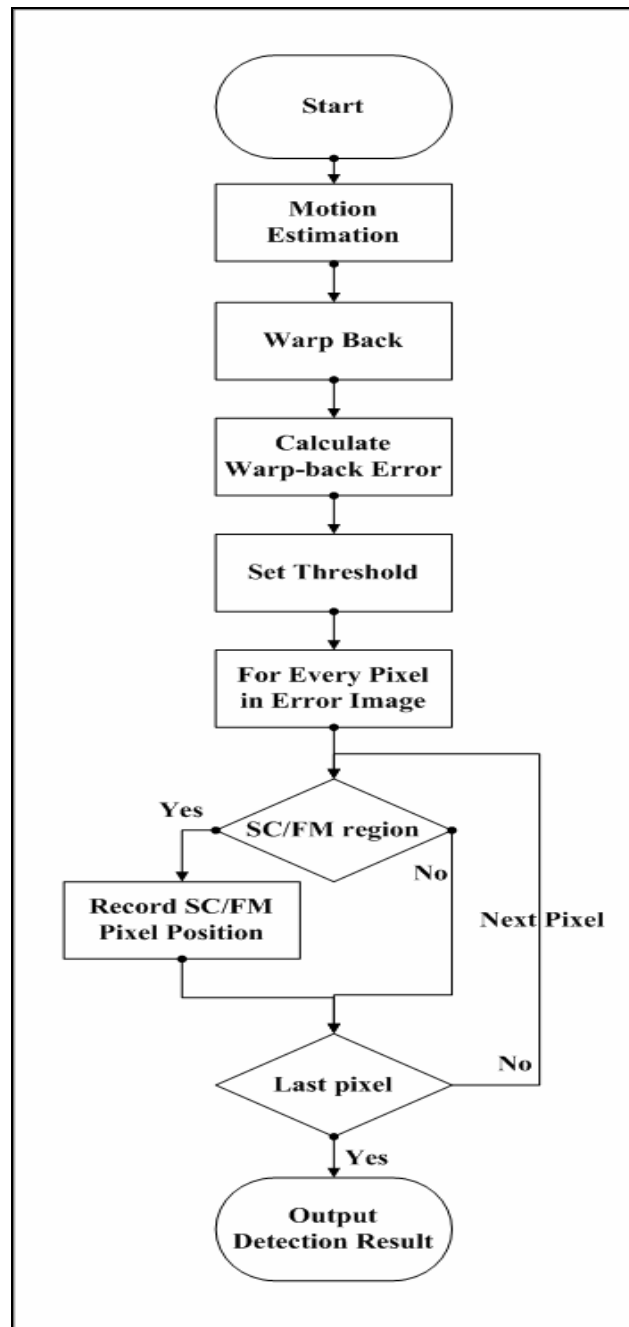 Start
Motion
Estimation
Warp Back
Calculate
Warp-back Error
Set Threshold
For Every Pixel
in Error Image
Yes
SC/FM region
No
Record SC/FM
Pixel Position
Next Pixel
Last pixel
No
Yes
Output
Detection Result